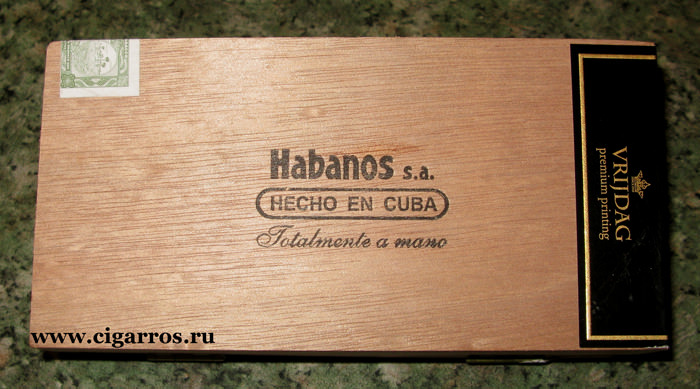 Habanos s.a.
HECHO EN CUBA
Totalmente a mano
VRIJDAG
premium printing
www.cigarros.ru